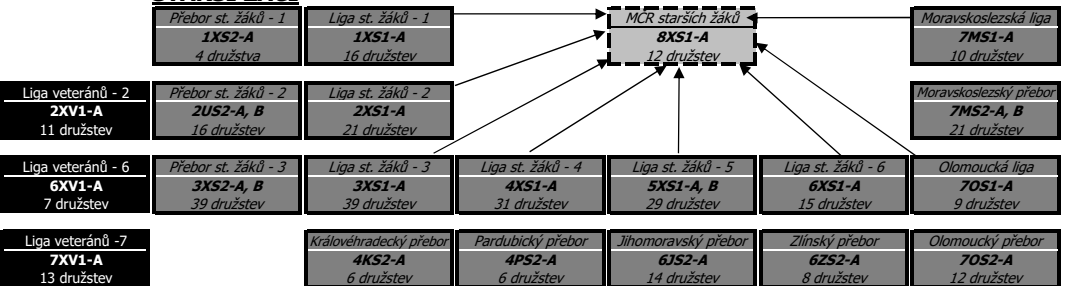 STARŠÍ ŽÁCI
Přebor st. žáků - 1
1XS2-A
4 družstva
Liga st. žáků - 1
1XS1-A
16 družstev
MČR starších žáků
8XS1-A
12 družstev
Moravskoslezská liga
7MS1-A
10 družstev
Liga veteránů - 2
2XV1-A
11 družstev
Přebor st. žáků - 2
2US2-A, B
16 družstev
Liga st. žáků - 2
2XS1-A
21 družstev
Moravskoslezský přebor
7MS2-A, B
21 družstev
Liga veteránů - 6
6XV1-A
7 družstev
Přebor st. žáků - 3
3XS2-A, B
39 družstev
Liga st. žáků - 3
3XS1-A
39 družstev
Liga st. žáků - 4
4XS1-A
31 družstev
Liga st. žáků - 5
5XS1-A, B
29 družstev
Liga st. žáků - 6
6XS1-A
15 družstev
Olomoucká liga
7OS1-A
9 družstev
Liga veteránů -7
7XV1-A
13 družstev
Královéhradecký přebor
4KS2-A
6 družstev
Pardubický přebor
4PS2-A
6 družstev
Jihomoravský přebor
6JS2-A
14 družstev
Zlínský přebor
6ZS2-A
8 družstev
Olomoucký přebor
7OS2-A
12 družstev